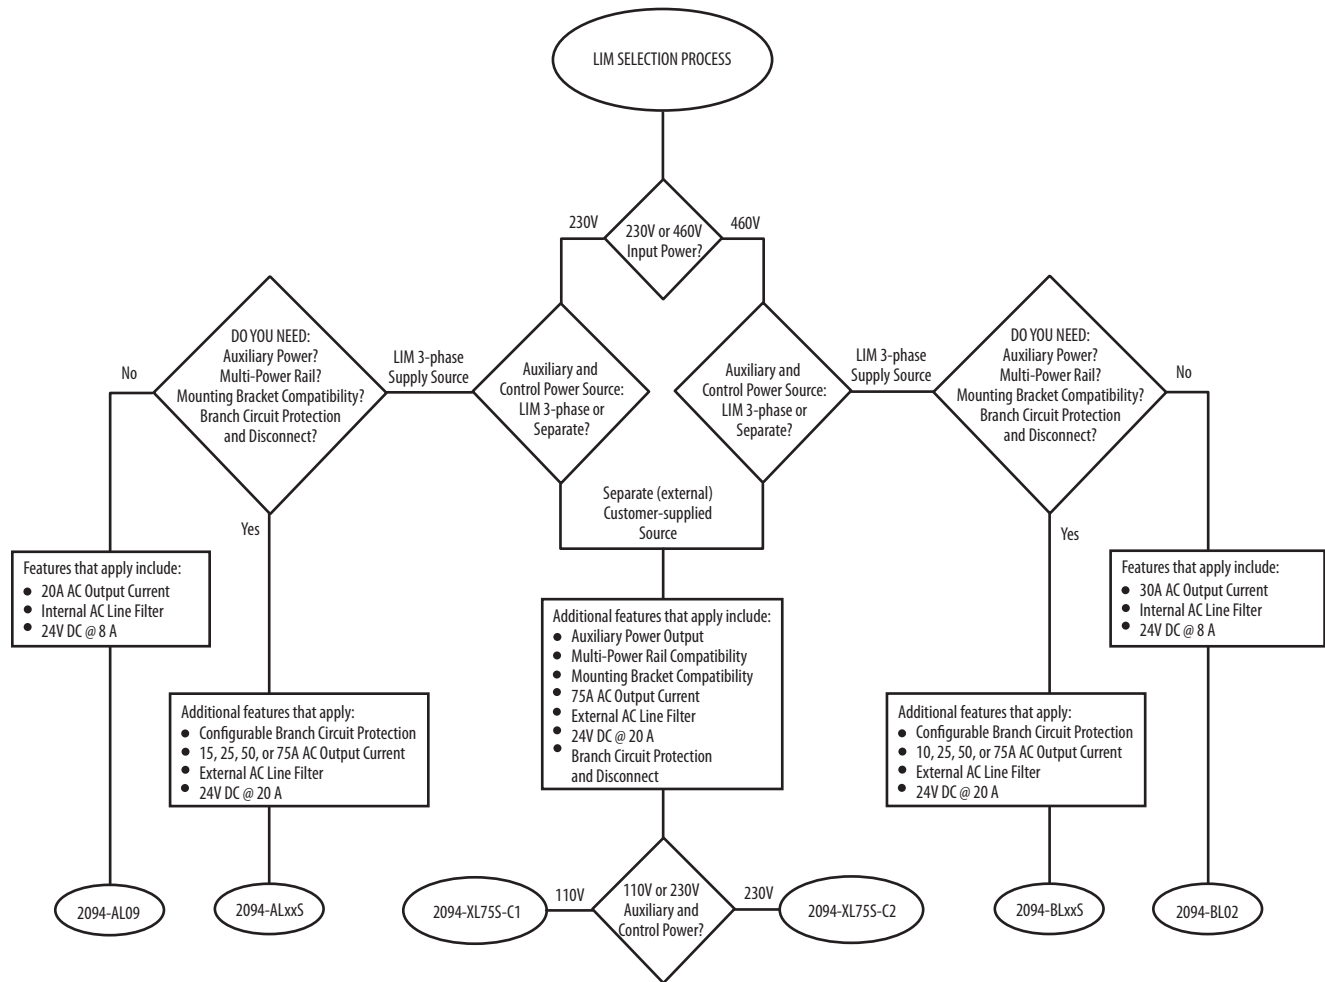 LIM SELECTION PROCESS
230V
230V or 460V
Input Power?
460V
DO YOU NEED:
Auxiliary Power?
Multi-Power Rail?
Mounting Bracket Compatibility?
Branch Circuit Protection
and Disconnect?
No
LIM 3-phase
Supply Source
Auxiliary and
Control Power Source:
LIM 3-phase or
Separate?
Auxiliary and
Control Power Source:
LIM 3-phase or
Separate?
LIM 3-phase
Supply Source
DO YOU NEED:
Auxiliary Power?
Multi-Power Rail?
Mounting Bracket Compatibility?
Branch Circuit Protection
and Disconnect?
No
Yes
Separate (external)
Customer-supplied
Source
Yes
Features that apply include:
● 20A AC Output Current
● Internal AC Line Filter
● 24V DC @ 8 A
Additional features that apply:
● Configurable Branch Circuit Protection
● 15, 25, 50, or 75A AC Output Current
● External AC Line Filter
● 24V DC @ 20 A
Additional features that apply include:
● Auxiliary Power Output
● Multi-Power Rail Compatibility
● Mounting Bracket Compatibility
● 75A AC Output Current
● External AC Line Filter
● 24V DC @ 20 A
● Branch Circuit Protection
and Disconnect
Additional features that apply:
● Configurable Branch Circuit Protection
● 10, 25, 50, or 75A AC Output Current
● External AC Line Filter
● 24V DC @ 20 A
Features that apply include:
● 30A AC Output Current
● Internal AC Line Filter
● 24V DC @ 8 A
2094-AL09
2094-ALxxS
2094-XL75S-C1
110V
110V or 230V
Auxiliary and
Control Power?
230V
2094-XL75S-C2
2094-BLxxS
2094-BL02